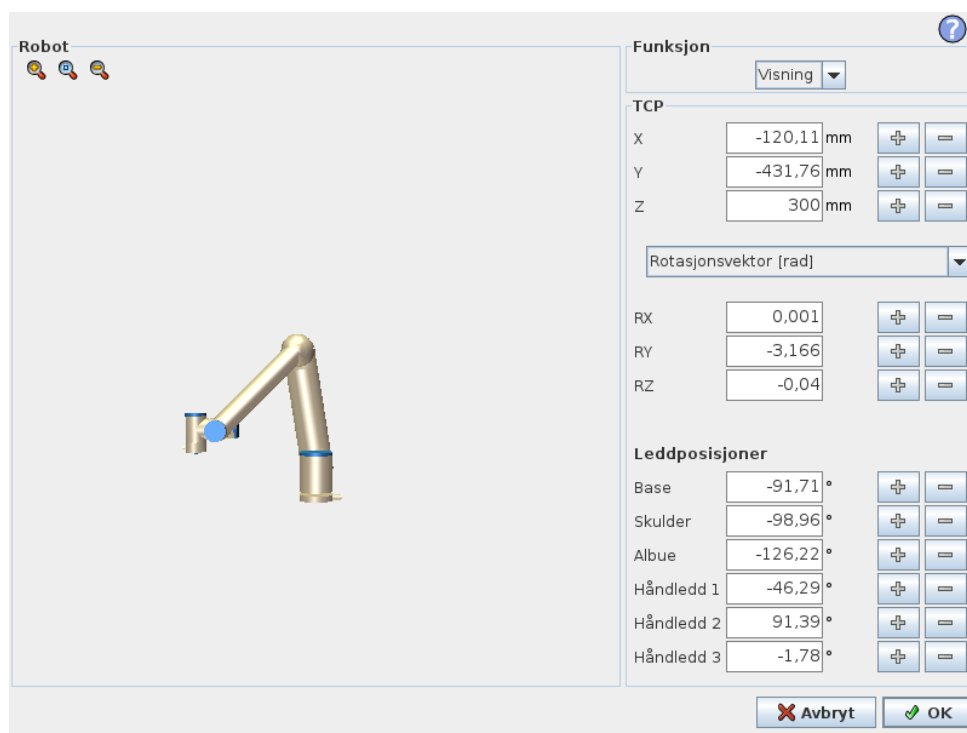 Robot
Funksjon
Visning
TCP
X -120,11 mm
Y -431,76 mm
Z 300 mm
Rotasjonsvektor [rad]
RX 0,001
RY -3,166
RZ -0,04
Leddposisjoner
Base -91,71 °
Skulder -98,96 °
Albue -126,22 °
Håndledd 1 -46,29 °
Håndledd 2 91,39 °
Håndledd 3 -1,78 °
Avbryt OK